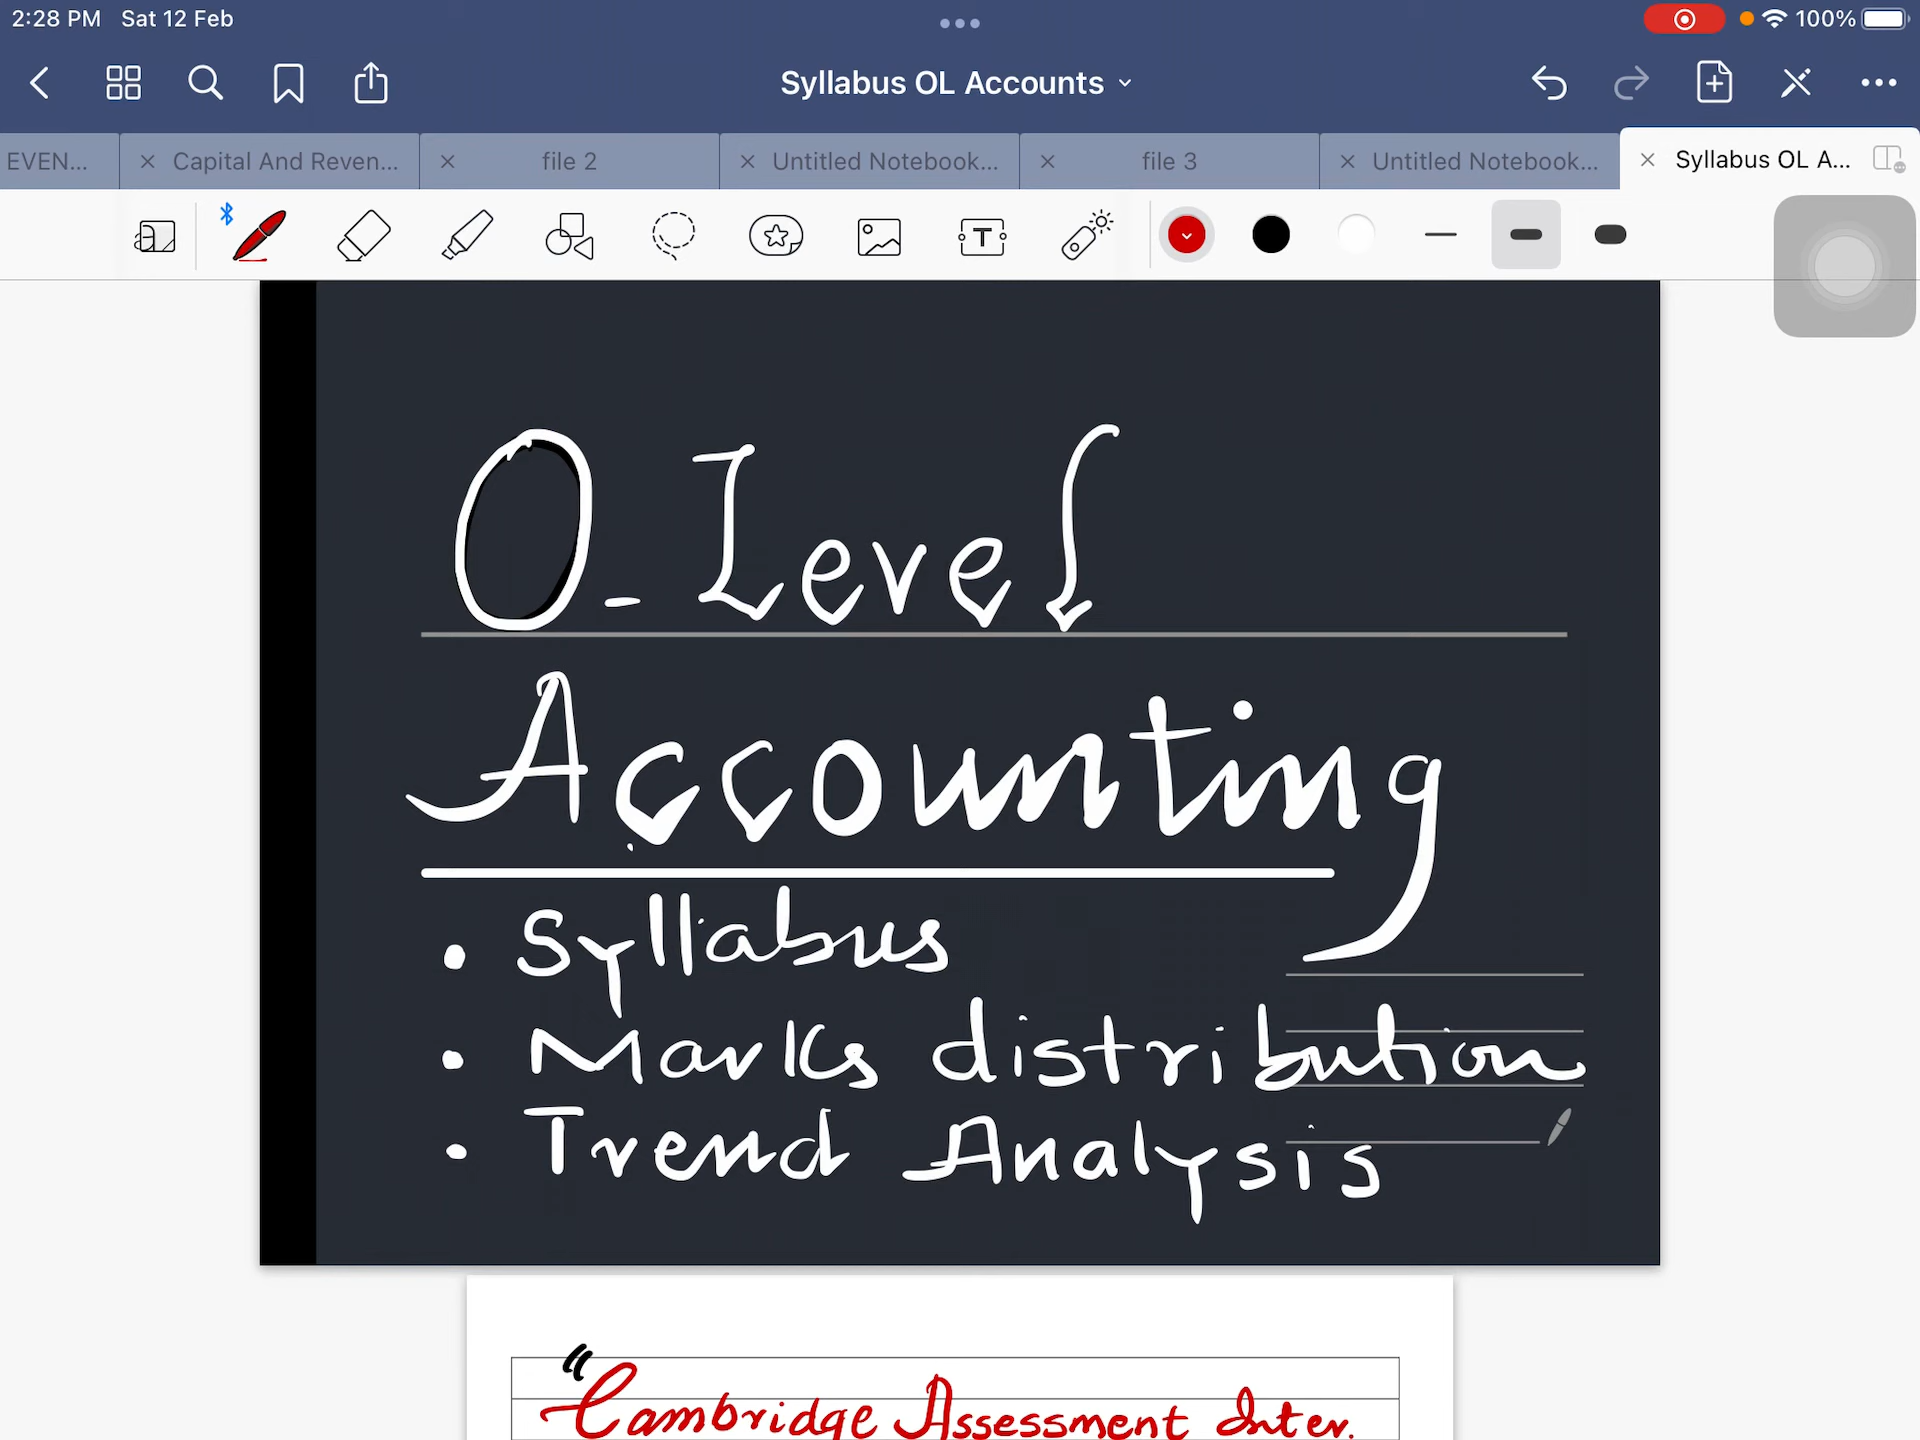 2:28 PM Sat 12 Feb
100%
Syllabus OL Accounts
EVEN...
Capital And Reven...
file 2
Untitled Notebook...
file 3
Untitled Notebook...
Syllabus OL A...
T
O-Level
Accounting
• Syllabus
• Marks distribution
• Trend Analysis
"Cambridge Assessment Inter.